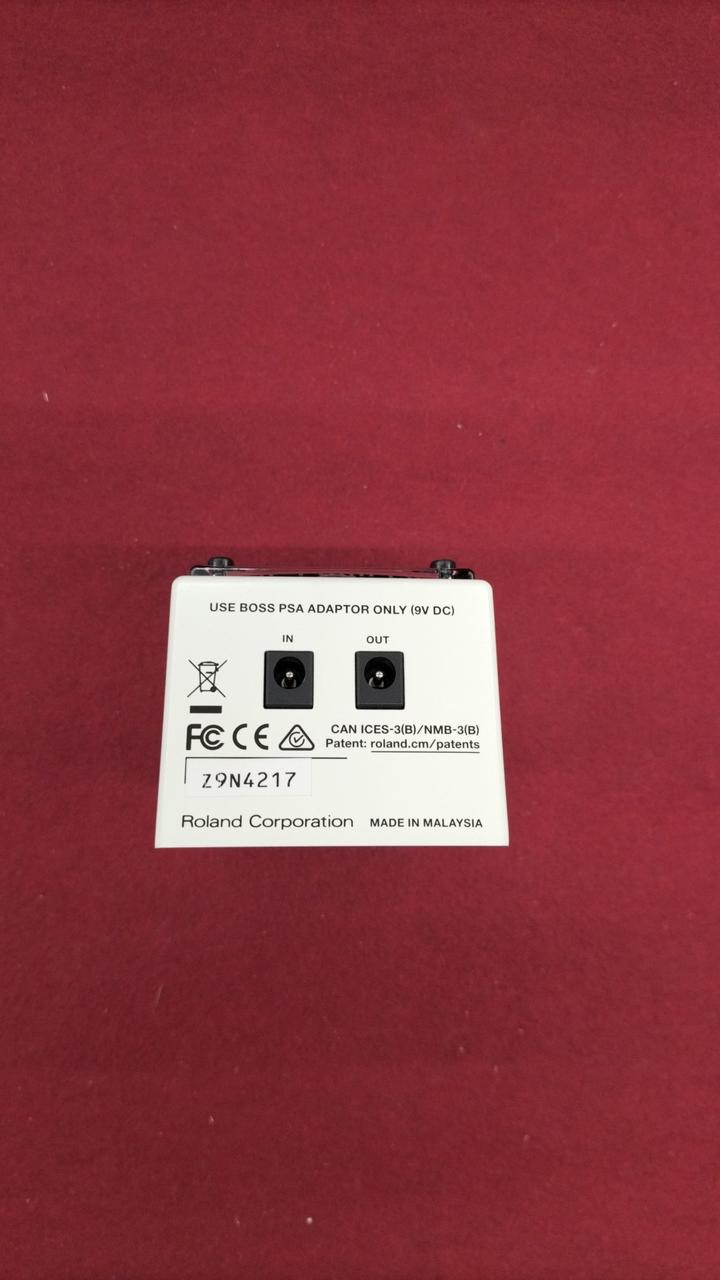 USE BOSS PSA ADAPTOR ONLY (9V DC)
IN OUT
FC CE
CAN ICES-3(B)/NMB-3(B)
Patent: roland.cm/patents
Z9N4217
Roland Corporation MADE IN MALAYSIA